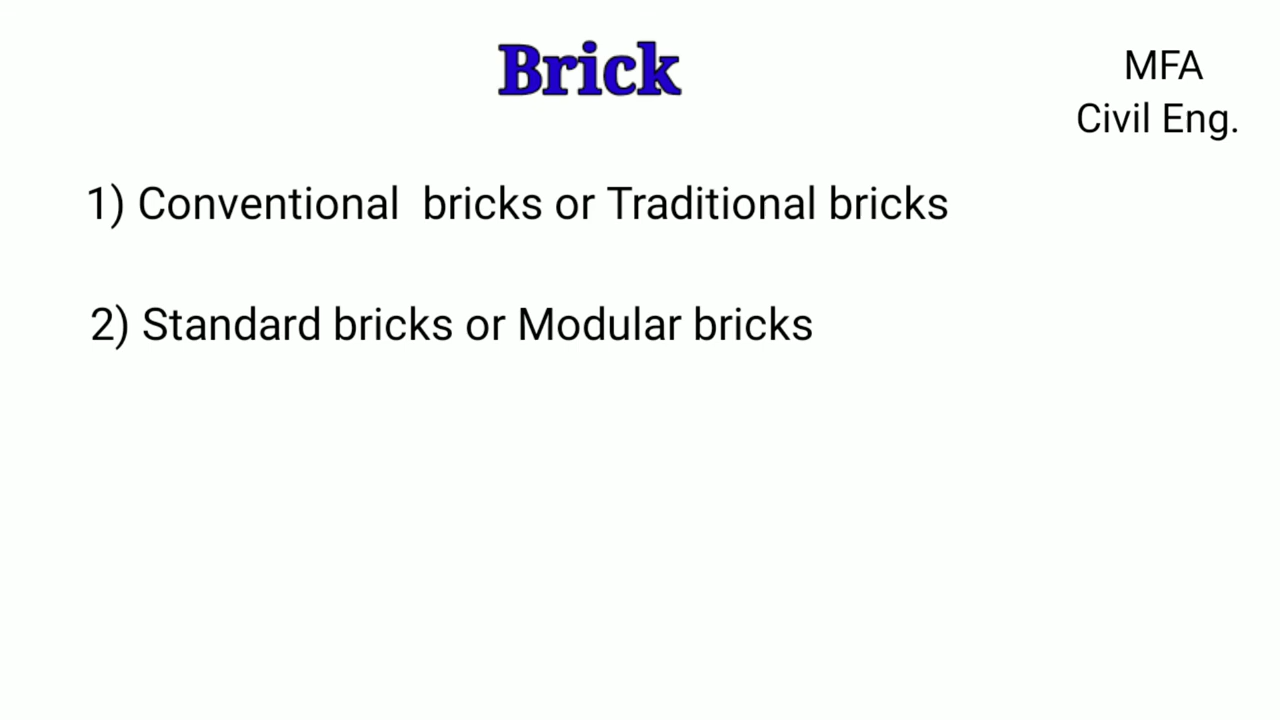 Brick
MFA
Civil Eng.
1) Conventional  bricks or Traditional bricks
2) Standard bricks or Modular bricks